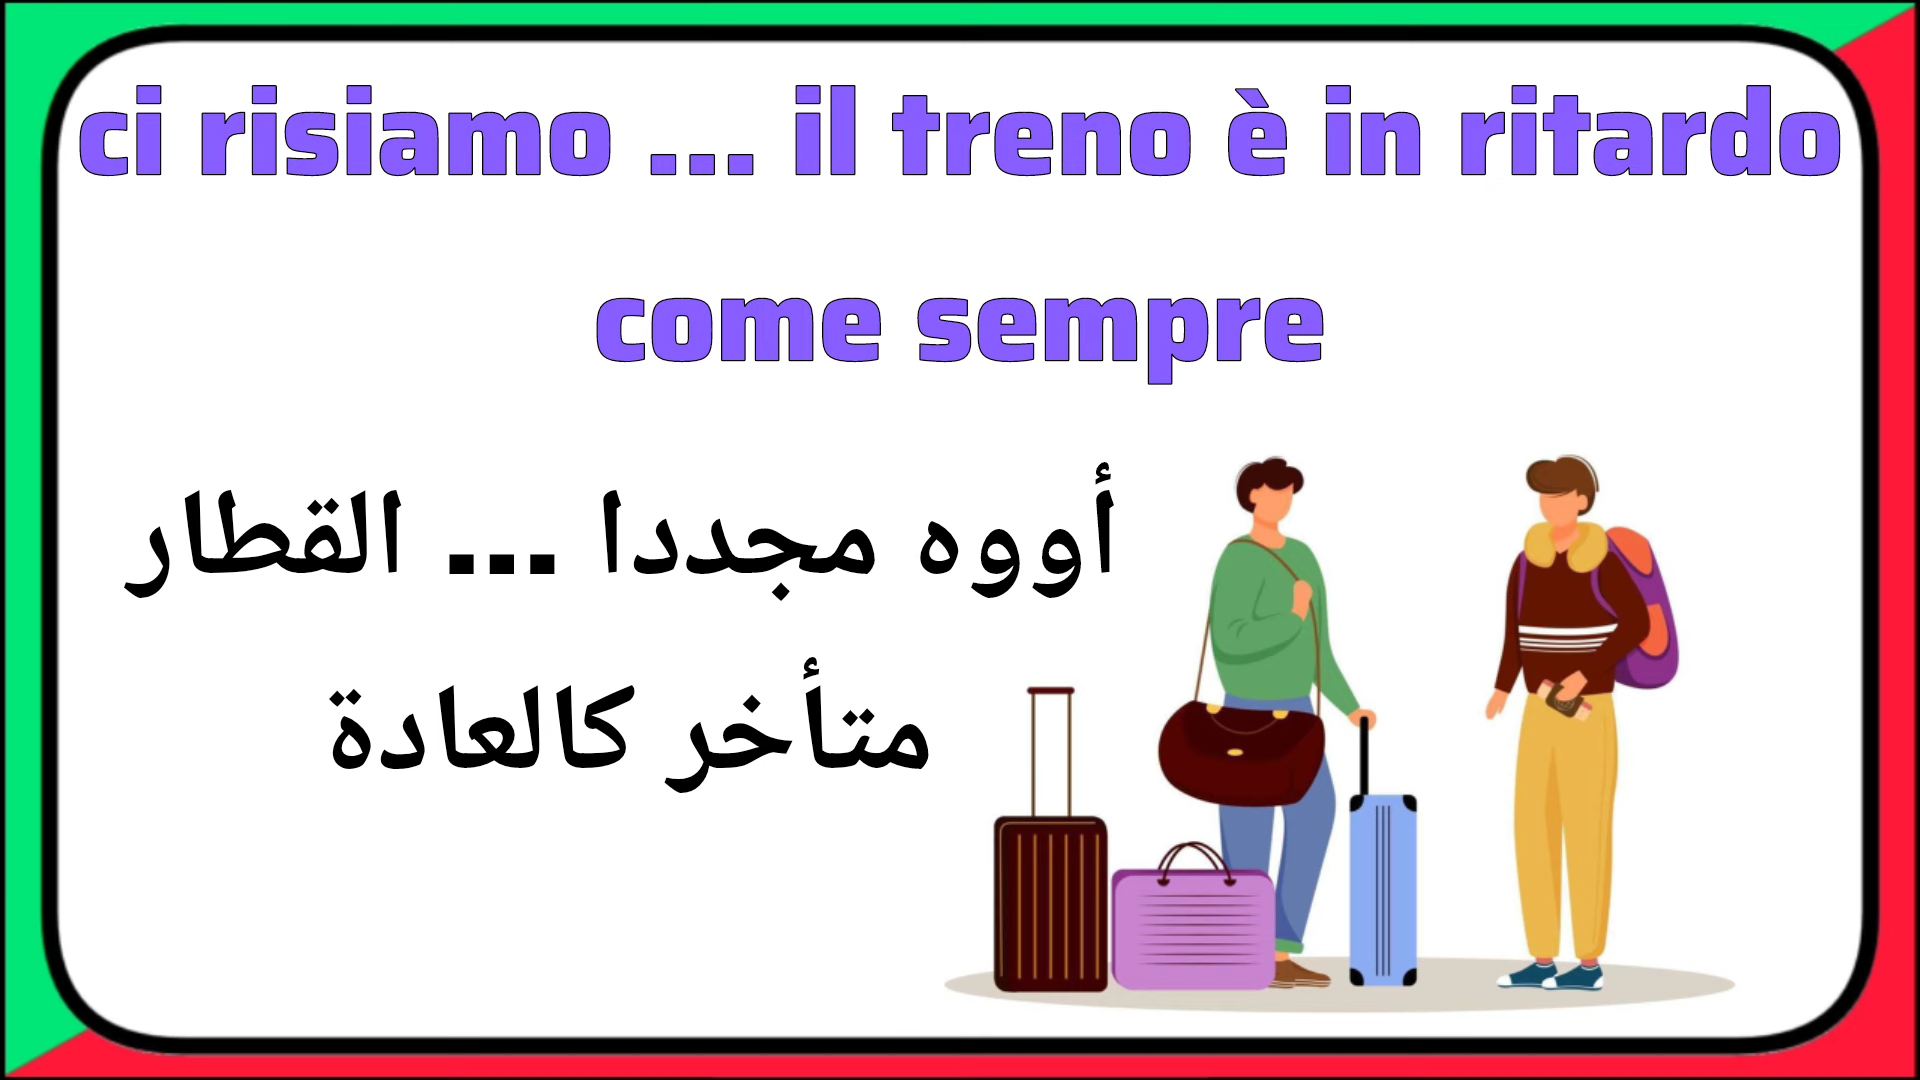 ci risiamo ... il treno è in ritardo
come sempre
أووه مجددا ... القطار
متأخر كالعادة